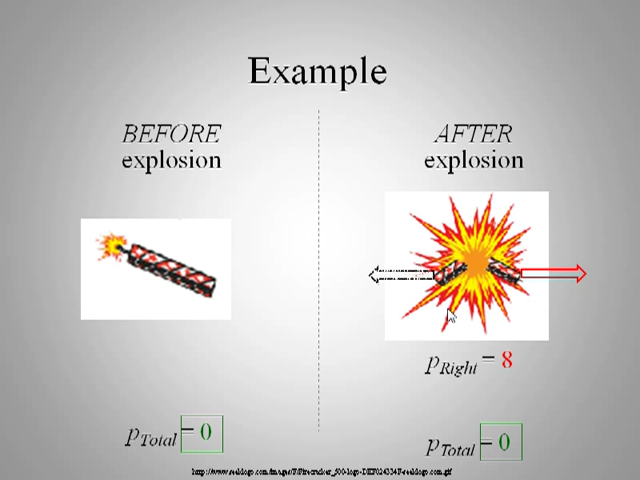 Example
BEFORE
explosion
AFTER
explosion
pRight = 8
pTotal = 0
pTotal = 0